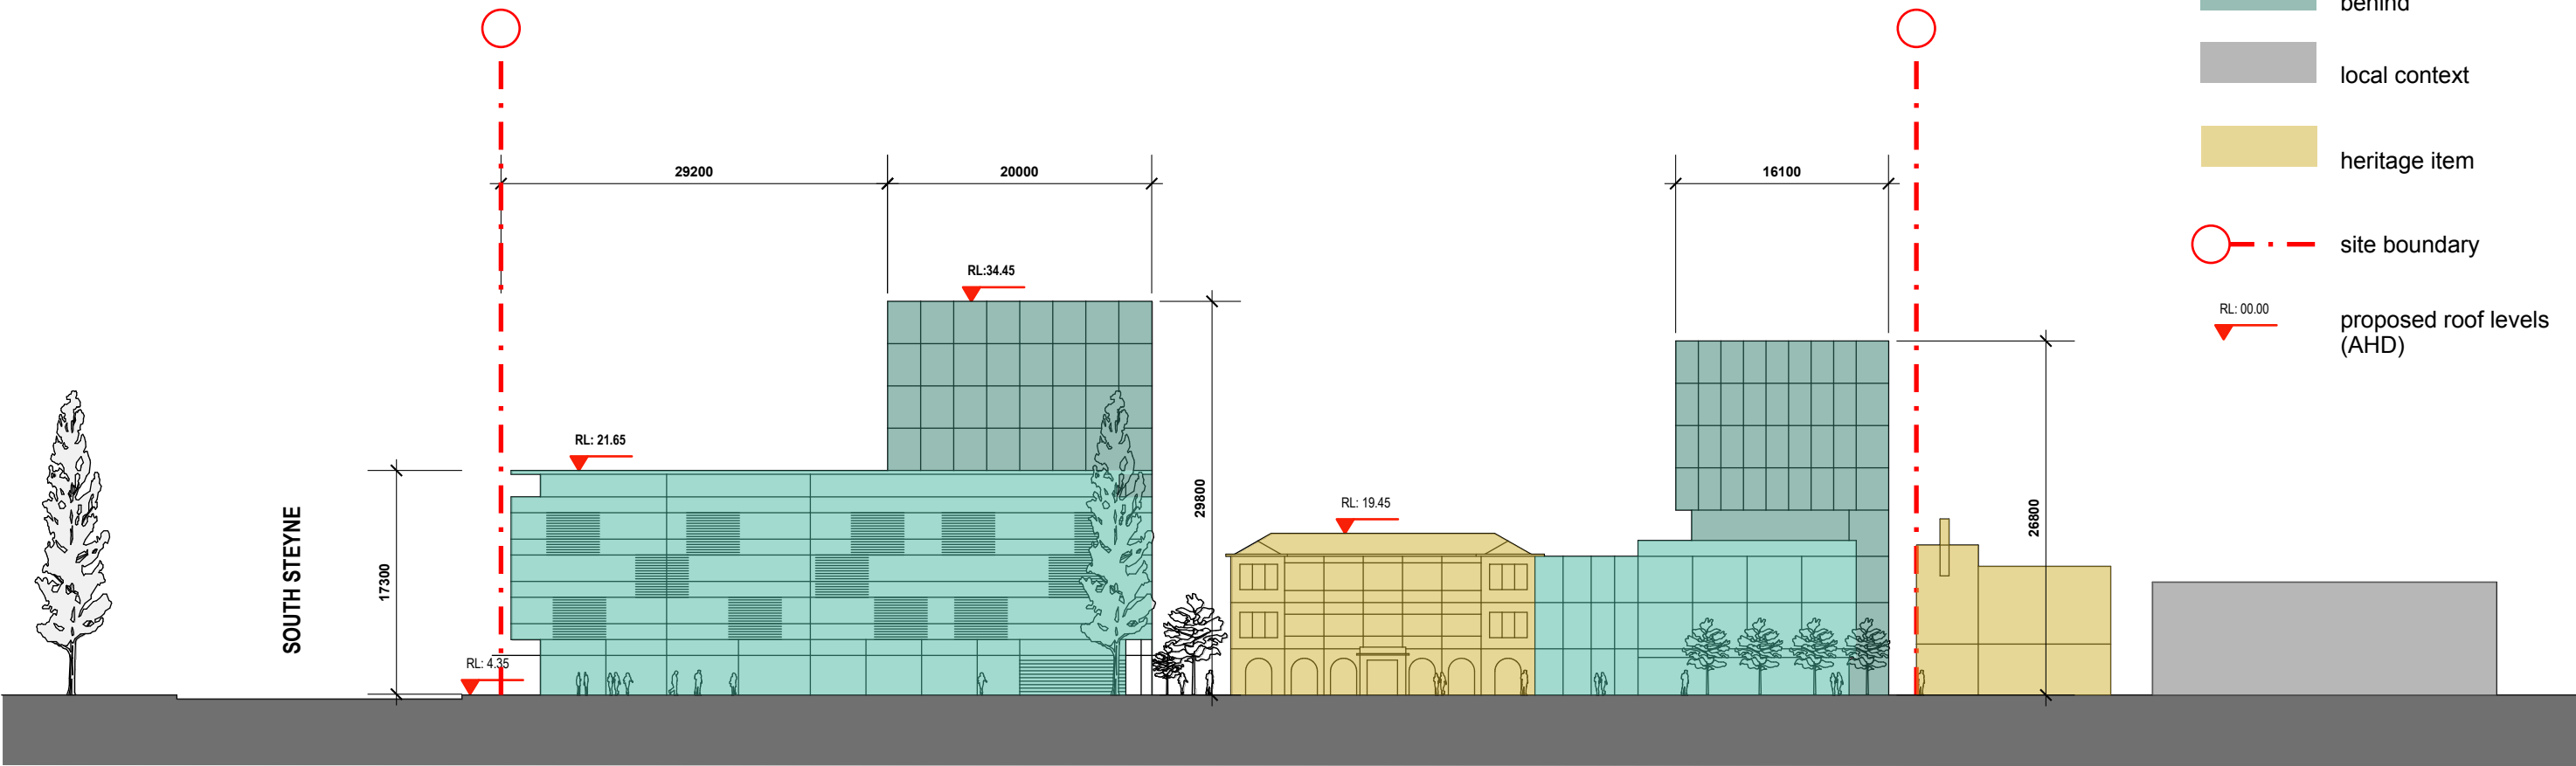 behind
local context
heritage item
site boundary
RL: 00.00
proposed roof levels
(AHD)
29200
20000
16100
RL:34.45
RL: 21.65
29800
RL: 19.45
26800
SOUTH STEYNE
17300
RL: 4.35